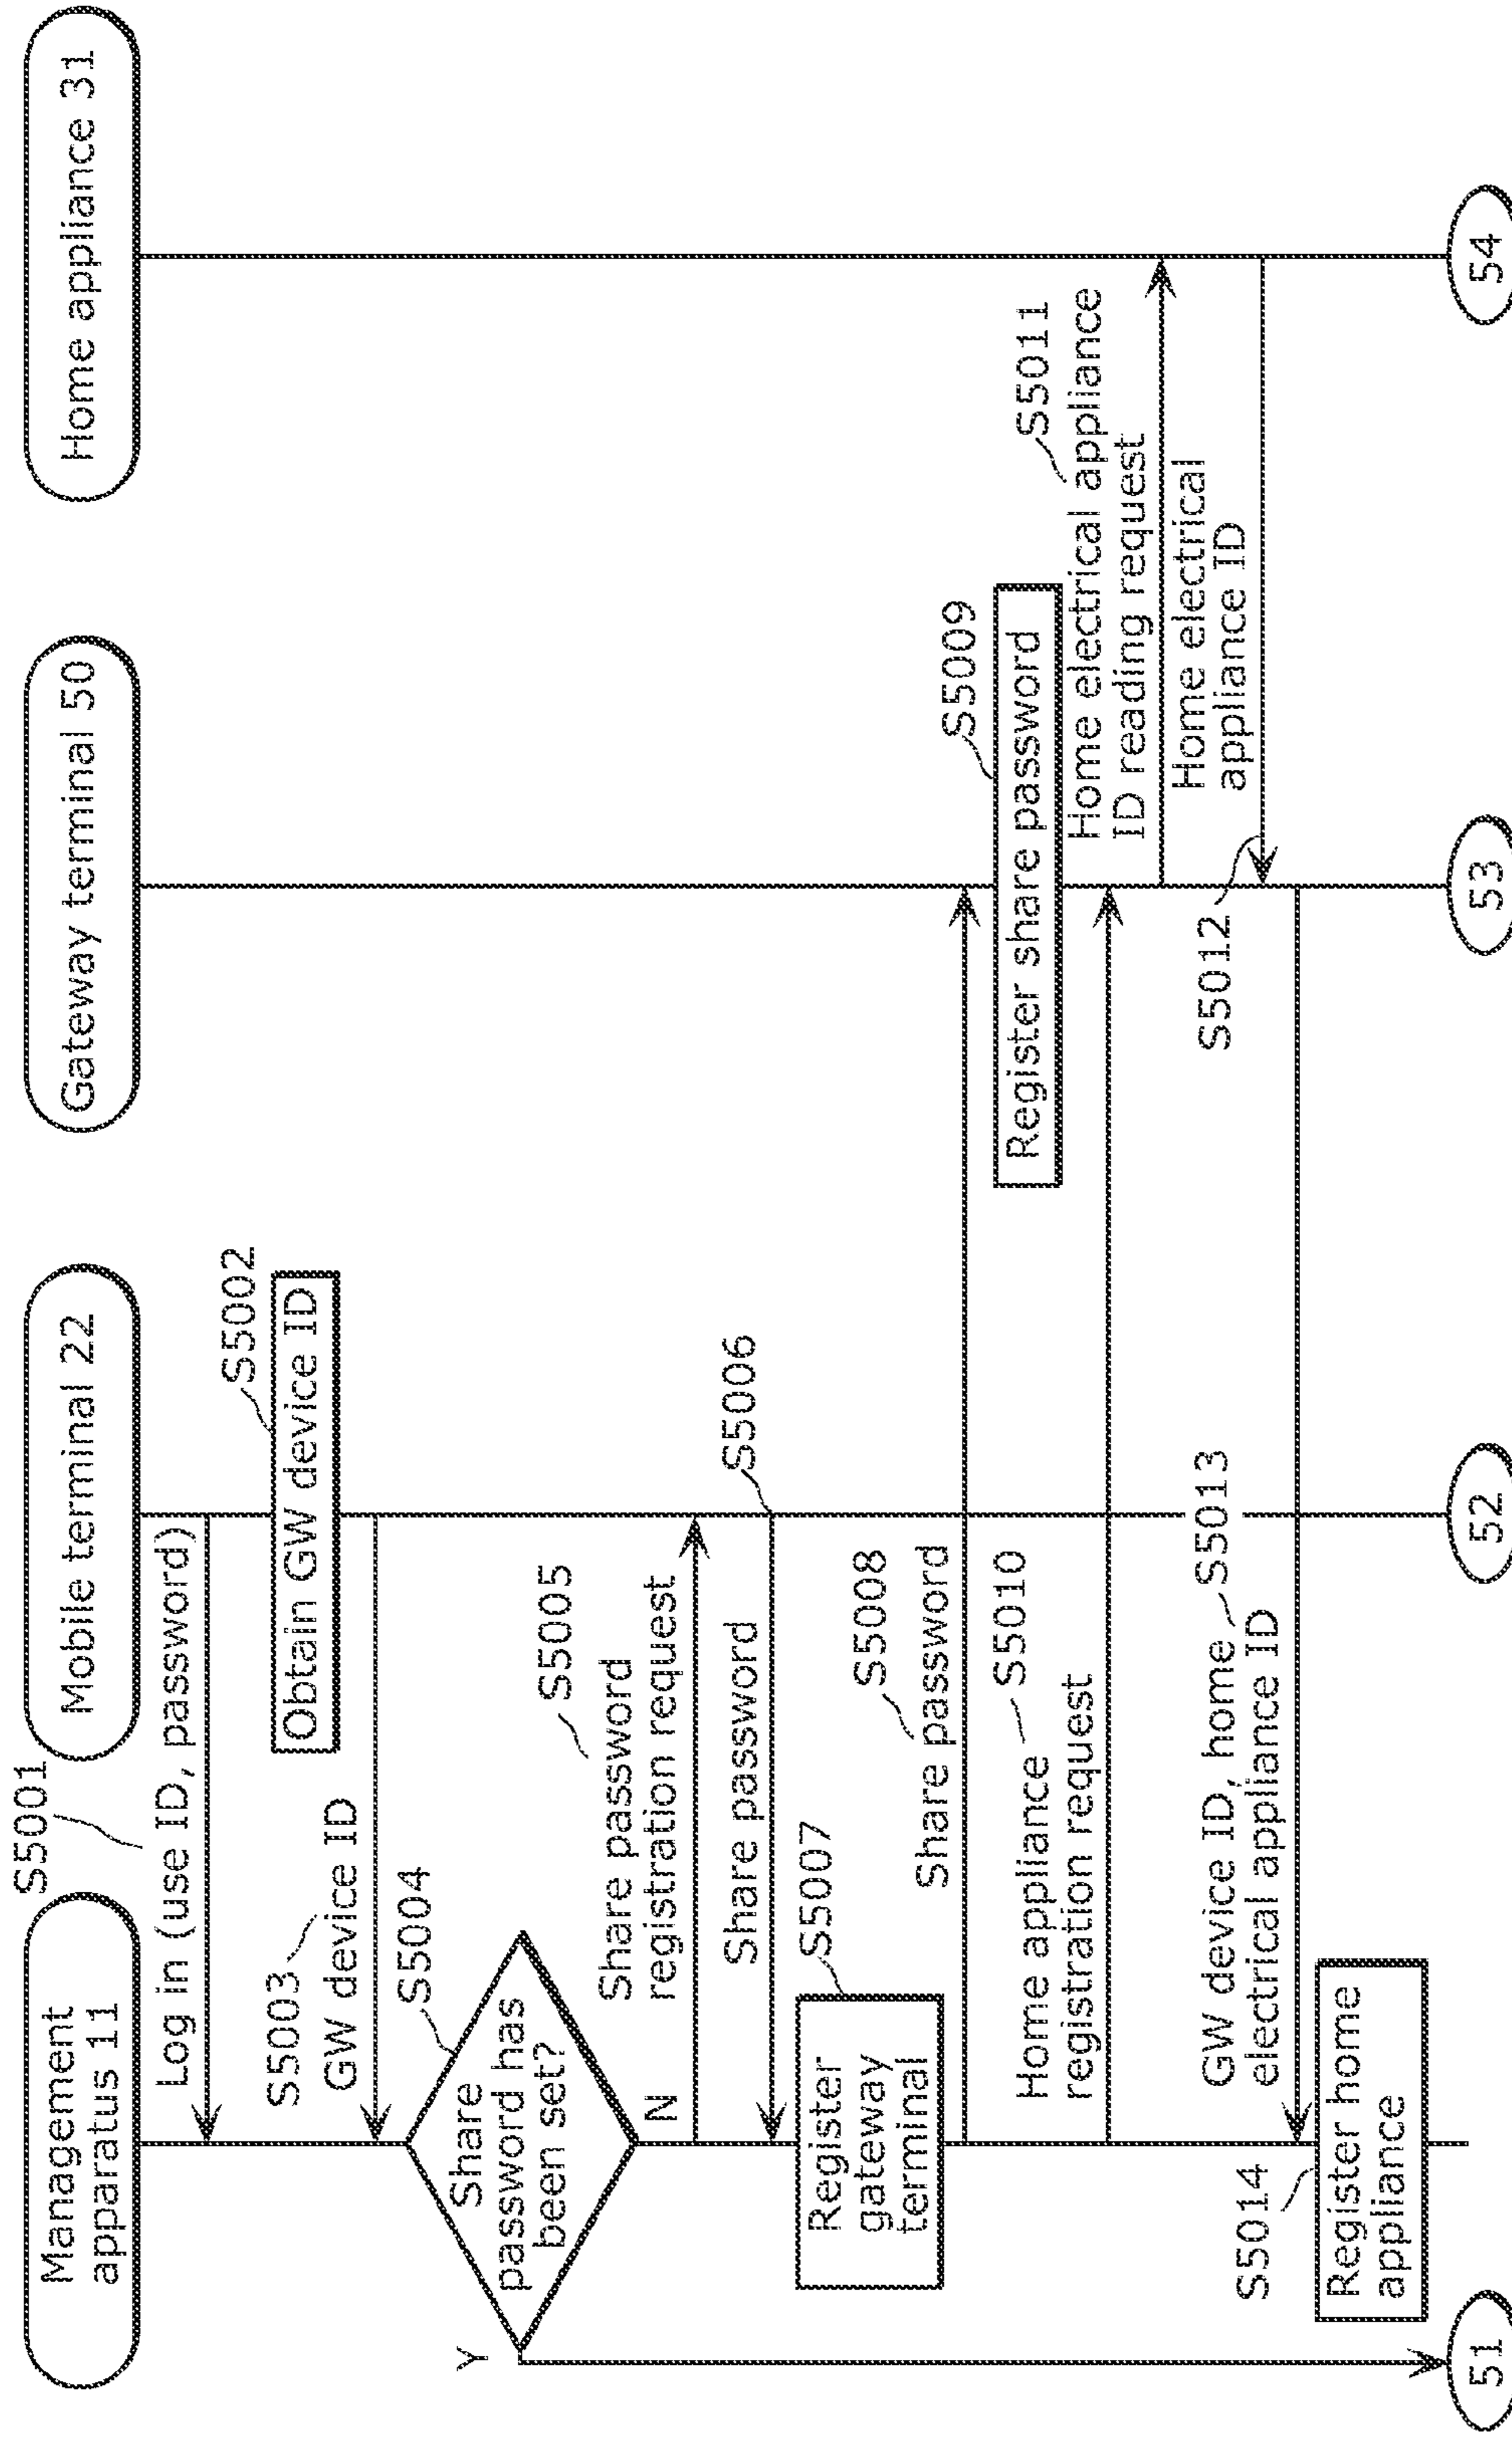 Management
apparatus 11
S5001
Mobile terminal 22
Gateway terminal 50
Home appliance 31
Log in (use ID, password)
S5002
Obtain GW device ID
S5003
GW device ID
S5004
Share
password has
been set?
Y
N
S5005
Share password
registration request
S5006
Share password
S5007
Register
gateway
terminal
S5008
Share password
S5009
Register share password
S5010
Home appliance
registration request
S5011
Home electrical appliance
ID reading request
Home electrical
appliance ID
S5012
S5013
GW device ID, home
electrical appliance ID
S5014
Register home
appliance
51
52
53
54